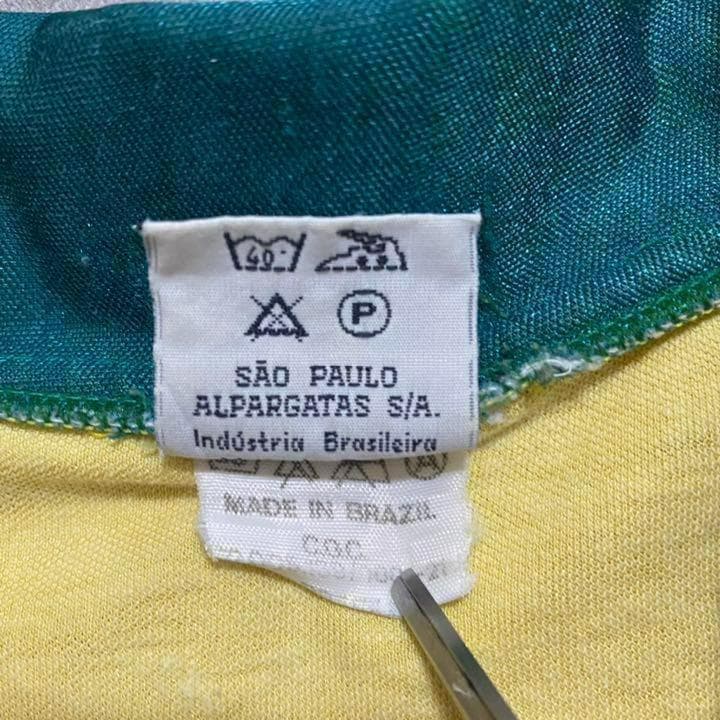 40
P
SÃO PAULO
ALPARGATAS S/A.
Indústria Brasileira
A
MADE IN BRAZIL
C.G.C.